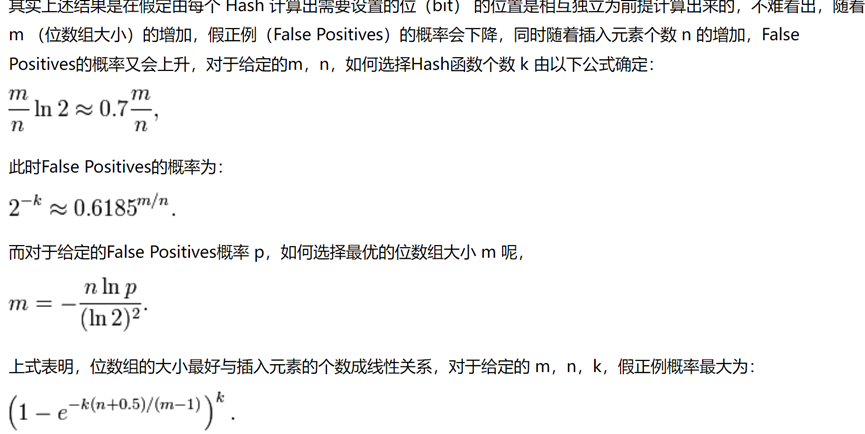 其实上述结果是在假定由每个 Hash 计算出需要设置的位（bit） 的位置是相互独立为前提计算出来的，不难看出，随着
m （位数组大小）的增加，假正例（False Positives）的概率会下降，同时随着插入元素个数 n 的增加，False
Positives的概率又会上升，对于给定的m，n，如何选择Hash函数个数 k 由以下公式确定：
\frac{m}{n} \ln 2 ≈ 0.7 \frac{m}{n},
此时False Positives的概率为：
2^{-k} ≈ 0.6185^{m/n}.
而对于给定的False Positives概率 p，如何选择最优的位数组大小 m 呢，
m = -\frac{n \ln p}{(\ln 2)^2}.
上式表明，位数组的大小最好与插入元素的个数成线性关系，对于给定的 m，n，k，假正例概率最大为：
(1 - e^{-k(n+0.5)/(m-1)})^k.